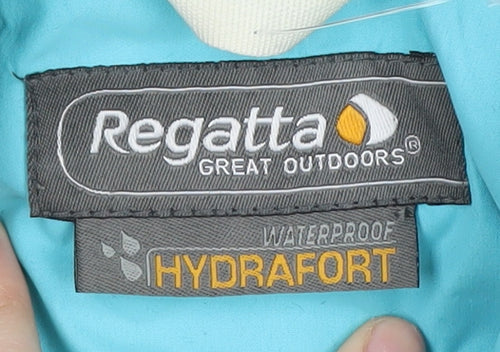 Regatta
GREAT OUTDOORS®
WATERPROOF
HYDRAFORT